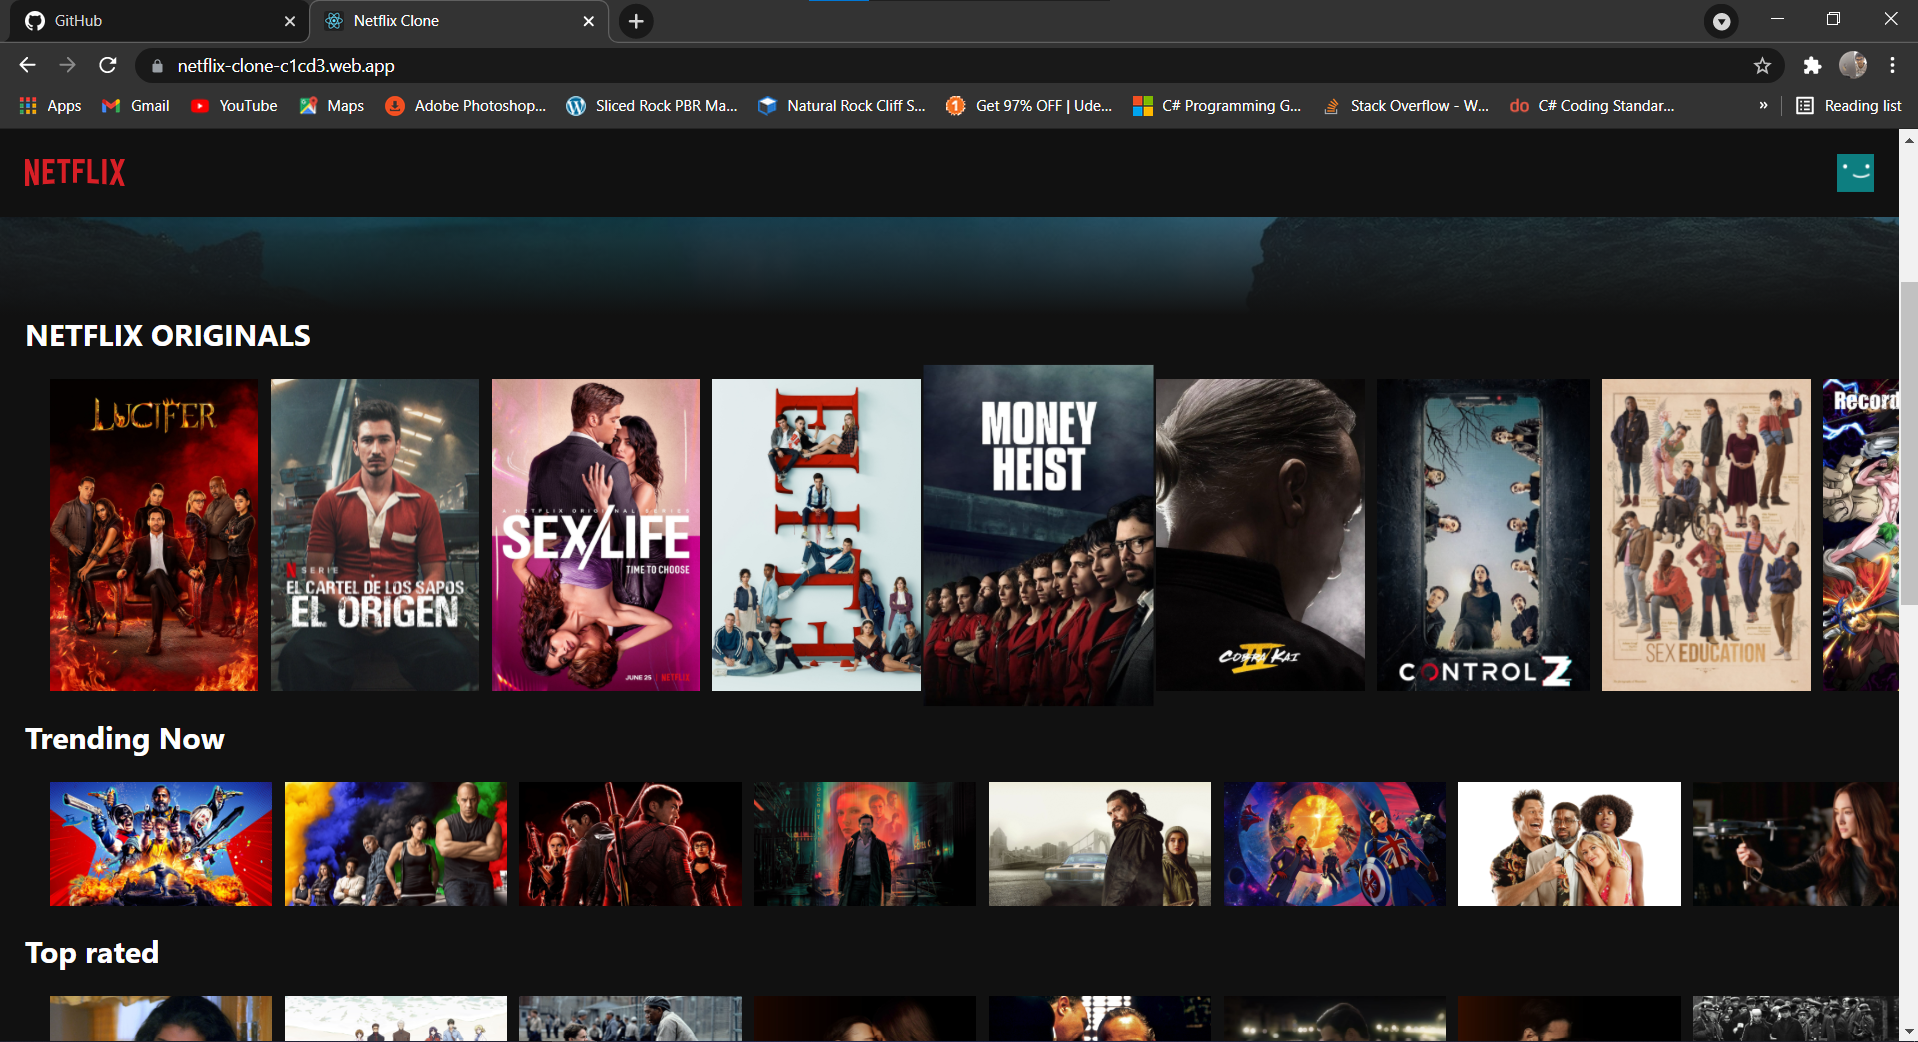 GitHub
Netflix Clone
netflix-clone-c1cd3.web.app
Apps
Gmail
YouTube
Maps
Adobe Photoshop...
Sliced Rock PBR Ma...
Natural Rock Cliff S...
Get 97% OFF | Ude...
C# Programming G...
Stack Overflow - W...
do
C# Coding Standar...
»
Reading list
NETFLIX
NETFLIX ORIGINALS
LUCIFER
N SERIE
EL CARTEL DE LOS SAPOS
EL ORIGEN
A NETFLIX ORIGINAL SERIES
SEX/LIFE
TIME TO CHOOSE
JUNE 25 | NETFLIX
ELITE
MONEY
HEIST
IV
COBRA KAI
CONTROL Z
SEX EDUCATION
Record
Trending Now
Top rated